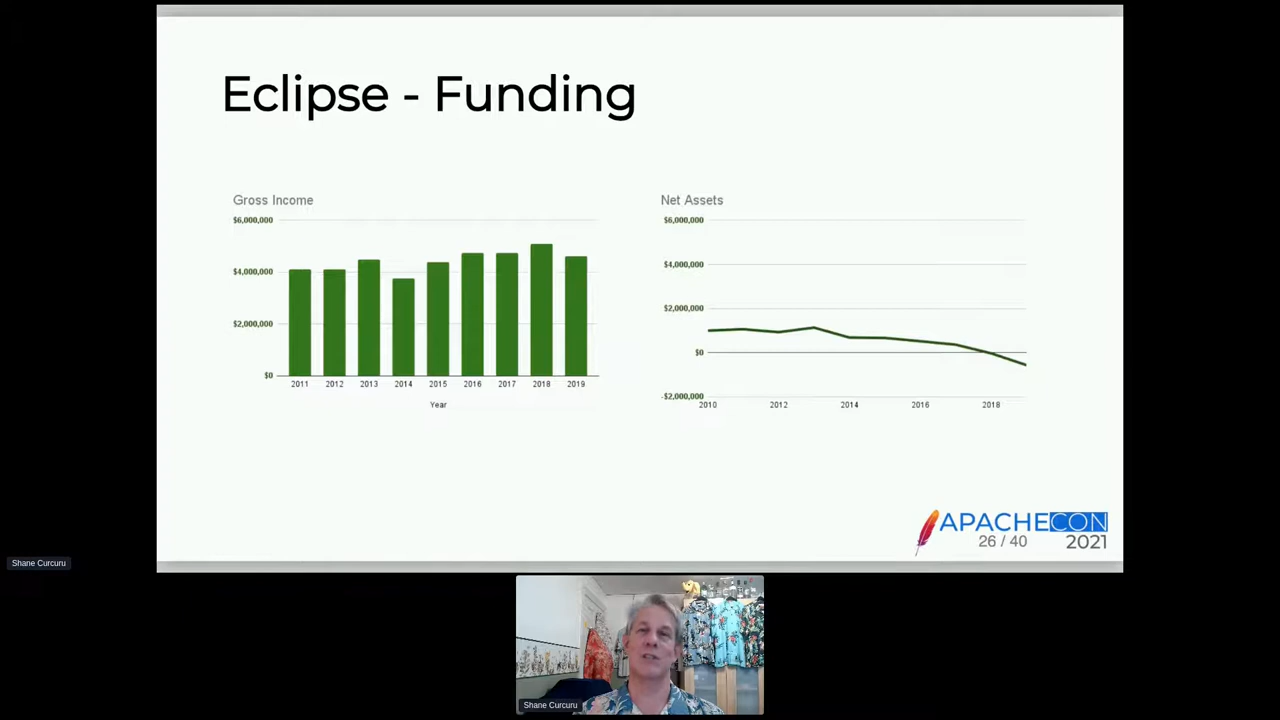 Eclipse - Funding
Gross Income
$6,000,000
$4,000,000
$2,000,000
$0
2011 2012 2013 2014 2015 2016 2017 2018 2019
Year
Net Assets
$6,000,000
$4,000,000
$2,000,000
$0
-$2,000,000
2010 2012 2014 2016 2018
APACHECON
26 / 40 2021
Shane Curcuru
Shane Curcuru